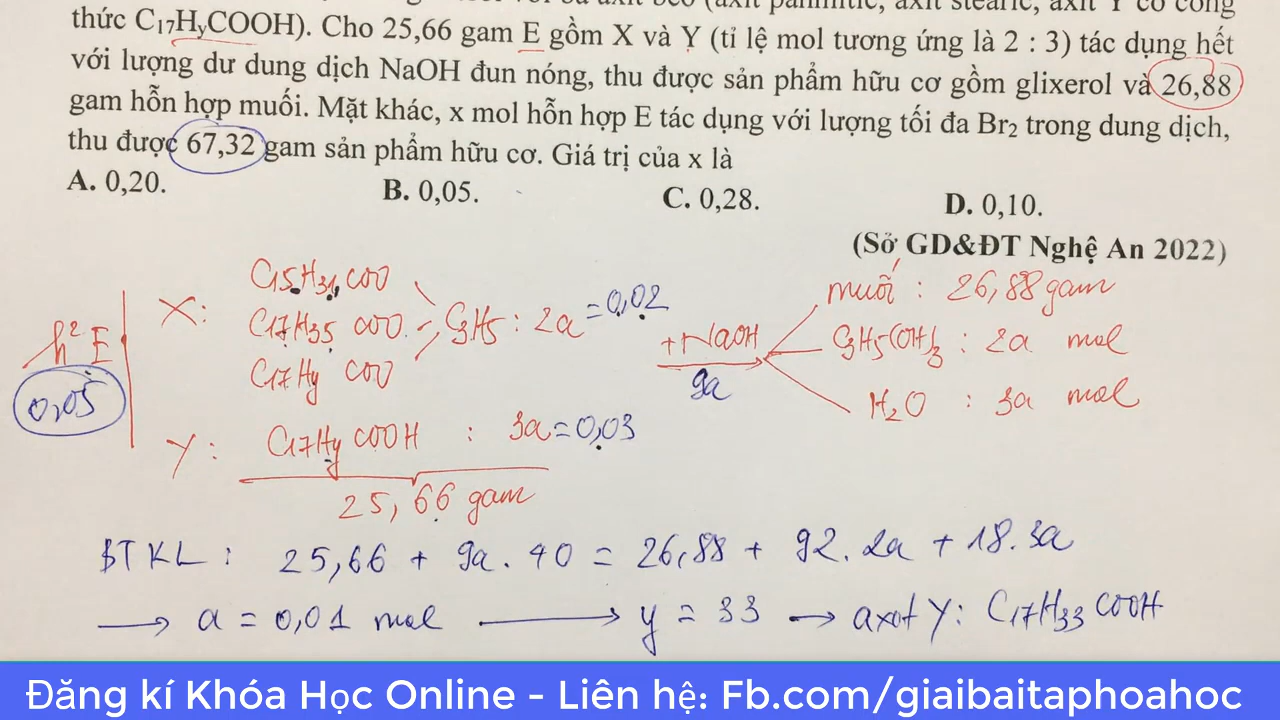 thức C₁₇HᵧCOOH). Cho 25,66 gam E gồm X và Y (tỉ lệ mol tương ứng là 2 : 3) tác dụng hết
với lượng dư dung dịch NaOH đun nóng, thu được sản phẩm hữu cơ gồm glixerol và 26,88
gam hỗn hợp muối. Mặt khác, x mol hỗn hợp E tác dụng với lượng tối đa Br₂ trong dung dịch,
thu được 67,32 gam sản phẩm hữu cơ. Giá trị của x là
A. 0,20. B. 0,05. C. 0,28. D. 0,10.
(Sở GD&ĐT Nghệ An 2022)
h² E
0,05
X:
C₁₅H₃₁COO
C₁₇H₃₅ COO
C₁₇Hy COO
C₃H₅ : 2a = 0,02
Y: C₁₇Hy COOH : 3a = 0,03
25,66 gam
+NaOH
9a
muối : 26,88 gam
C₃H₅(OH)₃ : 2a mol
H₂O : 3a mol
BTKL: 25,66 + 9a . 40 = 26,88 + 92. 2a + 18. 3a
→ a = 0,01 mol → y = 33 → axot Y: C₁₇H₃₃COOH
Đăng kí Khóa Học Online - Liên hệ: Fb.com/giaibaitaphoahoc